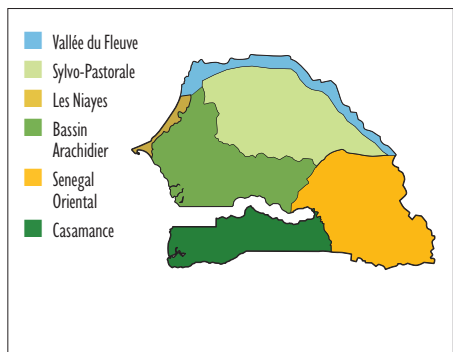 Vallée du Fleuve
Sylvo-Pastorale
Les Niayes
Bassin
Arachidier
Senegal
Oriental
Casamance